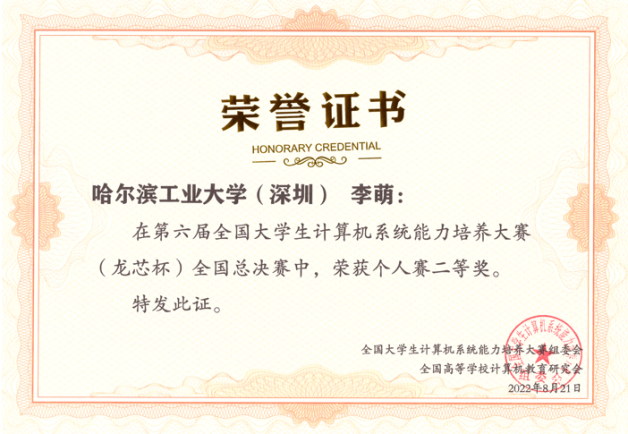 荣誉证书
HONORARY CREDENTIAL
哈尔滨工业大学（深圳） 李萌：
在第六届全国大学生计算机系统能力培养大赛
（龙芯杯）全国总决赛中，荣获个人赛二等奖。
特发此证。
全国大学生计算机系统能力培养大赛组委会
全国高等学校计算机教育研究会
2022年8月21日